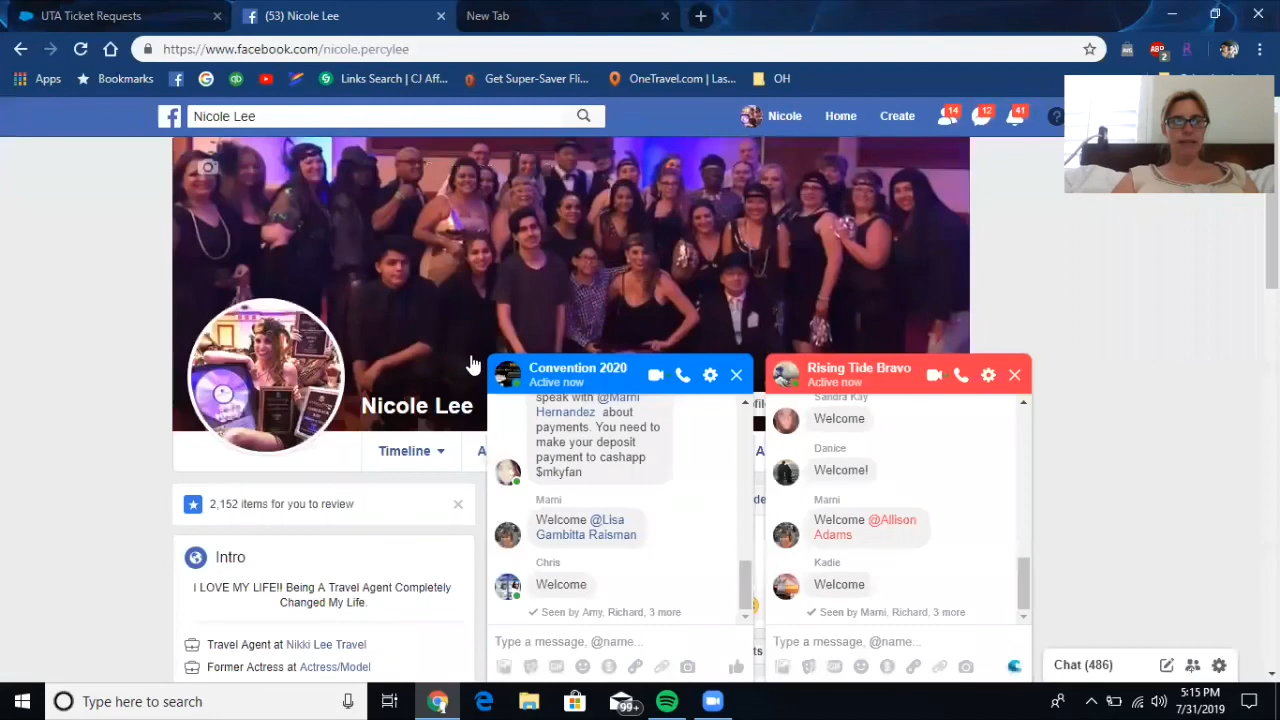 UTA Ticket Requests
(53) Nicole Lee
New Tab
https://www.facebook.com/nicole.percylee
2
Apps
Bookmarks
Links Search | CJ Aff...
Get Super-Saver Fli...
OneTravel.com | Las...
OH
Nicole Lee
Nicole
Home
Create
14
12
41
Nicole Lee
Timeline
2,152 items for you to review
Intro
I LOVE MY LIFE!! Being A Travel Agent Completely
Changed My Life.
Travel Agent at Nikki Lee Travel
Former Actress at Actress/Model
Convention 2020
Active now
speak with @Marni
Hernandez about
payments. You need to
make your deposit
payment to cashapp
$mkyfan
Marni
Welcome @Lisa
Gambitta Raisman
Chris
Welcome
Seen by Amy, Richard, 3 more
Type a message, @name...
Rising Tide Bravo
Active now
Sandra Kay
Welcome
Danice
Welcome!
Marni
Welcome @Allison
Adams
Kadie
Welcome
Seen by Marni, Richard, 3 more
Type a message, @name...
Chat (486)
Type here to search
99+
5:15 PM
7/31/2019